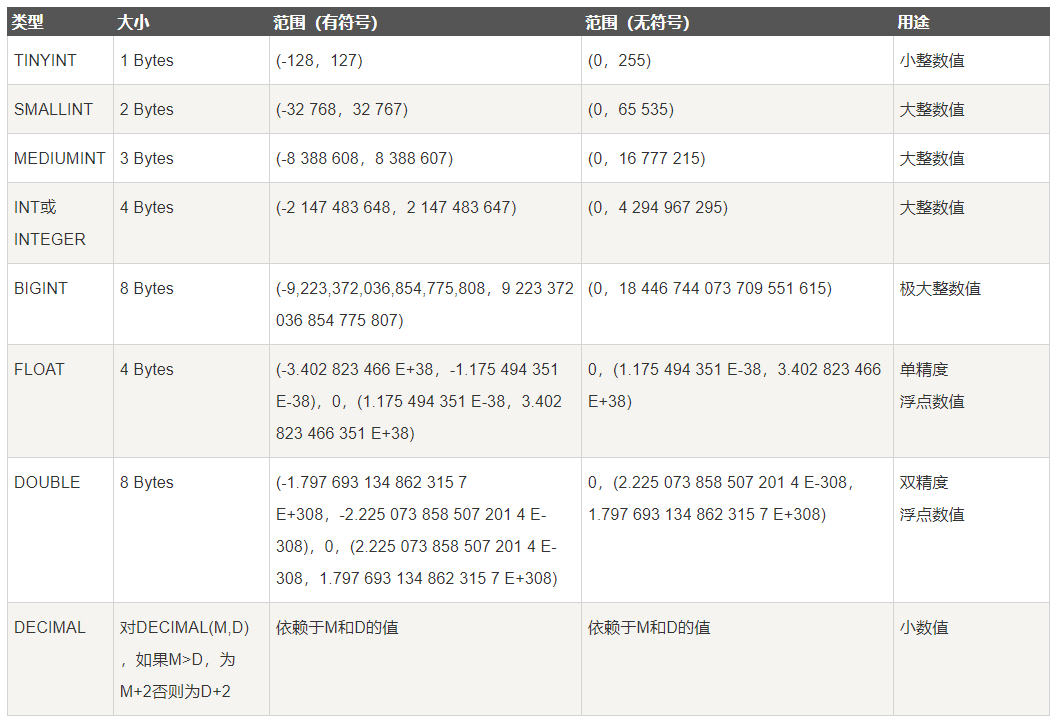 类型 大小 范围（有符号） 范围（无符号） 用途
TINYINT 1 Bytes (-128，127) (0，255) 小整数值
SMALLINT 2 Bytes (-32 768，32 767) (0，65 535) 大整数值
MEDIUMINT 3 Bytes (-8 388 608，8 388 607) (0，16 777 215) 大整数值
INT或 4 Bytes (-2 147 483 648，2 147 483 647) (0，4 294 967 295) 大整数值
INTEGER
BIGINT 8 Bytes (-9,223,372,036,854,775,808，9 223 372 (0，18 446 744 073 709 551 615) 极大整数值
036 854 775 807)
FLOAT 4 Bytes (-3.402 823 466 E+38，-1.175 494 351 0，(1.175 494 351 E-38，3.402 823 466 单精度
E-38)，0，(1.175 494 351 E-38，3.402 E+38) 浮点数值
823 466 351 E+38)
DOUBLE 8 Bytes (-1.797 693 134 862 315 7 0，(2.225 073 858 507 201 4 E-308， 双精度
E+308，-2.225 073 858 507 201 4 E- 1.797 693 134 862 315 7 E+308) 浮点数值
308)，0，(2.225 073 858 507 201 4 E-
308，1.797 693 134 862 315 7 E+308)
DECIMAL 对DECIMAL(M,D) 依赖于M和D的值 依赖于M和D的值 小数值
，如果M>D，为
M+2否则为D+2